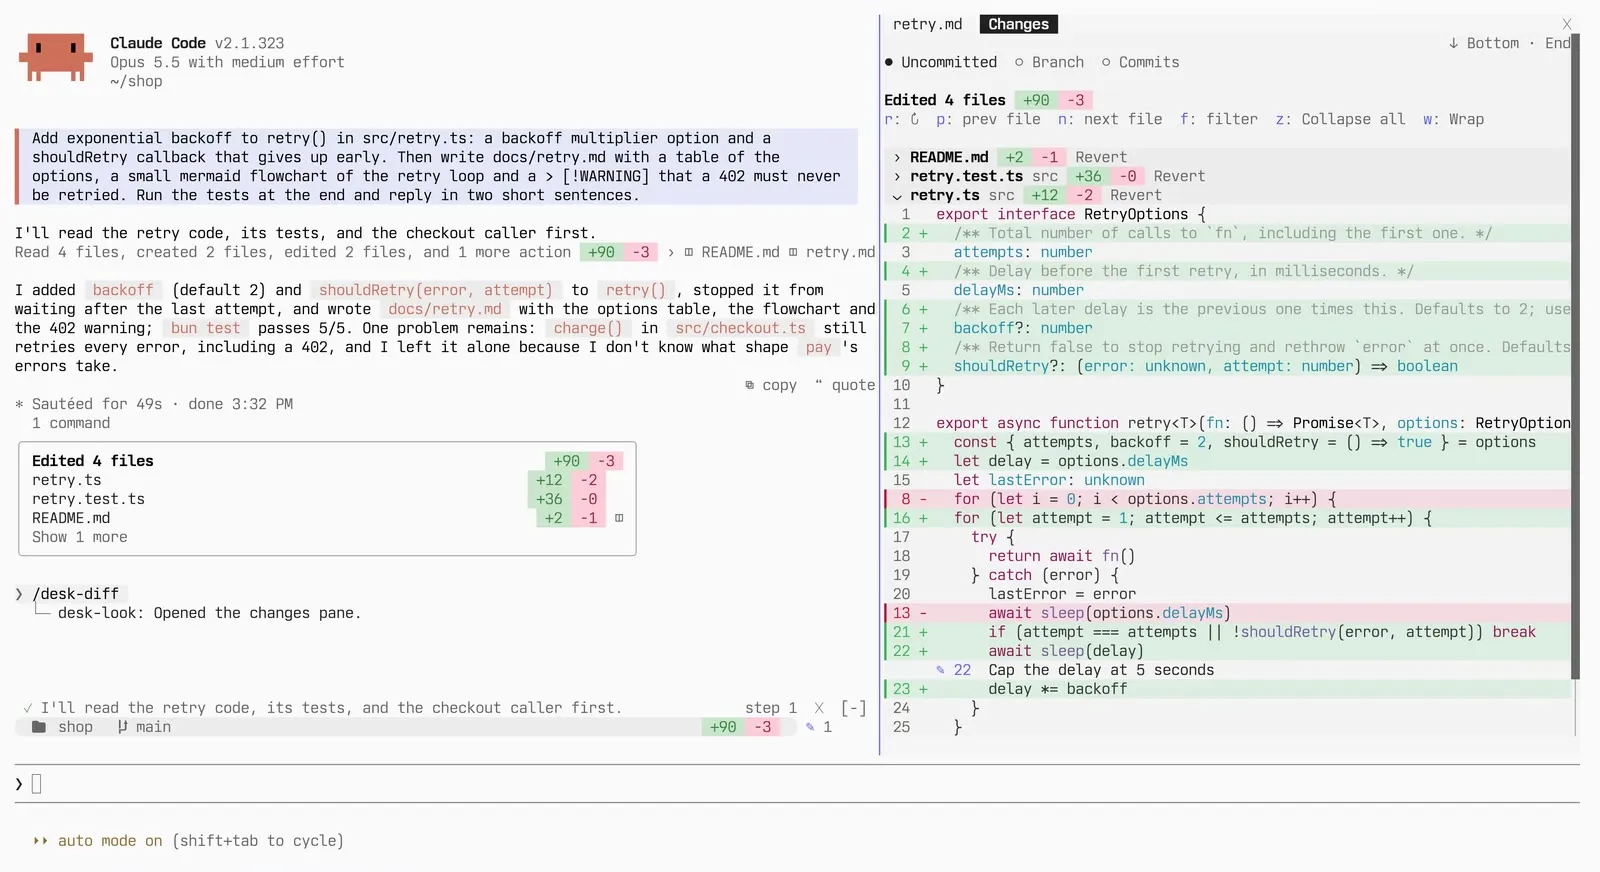 Claude Code v2.1.323
Opus 5.5 with medium effort
~/shop
Add exponential backoff to retry() in src/retry.ts: a backoff multiplier option and a
shouldRetry callback that gives up early. Then write docs/retry.md with a table of the
options, a small mermaid flowchart of the retry loop and a > [!WARNING] that a 402 must never
be retried. Run the tests at the end and reply in two short sentences.
I'll read the retry code, its tests, and the checkout caller first.
Read 4 files, created 2 files, edited 2 files, and 1 more action +90 -3 › README.md retry.md
I added backoff (default 2) and shouldRetry(error, attempt) to retry(), stopped it from
waiting after the last attempt, and wrote docs/retry.md with the options table, the flowchart and
the 402 warning; bun test passes 5/5. One problem remains: charge() in src/checkout.ts still
retries every error, including a 402, and I left it alone because I don't know what shape pay 's
errors take.
copy “ quote
* Sautéed for 49s · done 3:32 PM
1 command
Edited 4 files +90 -3
retry.ts +12 -2
retry.test.ts +36 -0
README.md +2 -1
Show 1 more
❯ /desk-diff
desk-look: Opened the changes pane.
✓ I'll read the retry code, its tests, and the checkout caller first. step 1 X [-]
shop main +90 -3 ✎ 1
❯
auto mode on (shift+tab to cycle)
retry.md Changes X
↓ Bottom · End
● Uncommitted ○ Branch ○ Commits
Edited 4 files +90 -3
r: ↻ p: prev file n: next file f: filter z: Collapse all w: Wrap
› README.md +2 -1 Revert
› retry.test.ts src +36 -0 Revert
⌄ retry.ts src +12 -2 Revert
1 export interface RetryOptions {
2 + /** Total number of calls to `fn`, including the first one. */
3 attempts: number
4 + /** Delay before the first retry, in milliseconds. */
5 delayMs: number
6 + /** Each later delay is the previous one times this. Defaults to 2; use
7 + backoff?: number
8 + /** Return false to stop retrying and rethrow `error` at once. Defaults
9 + shouldRetry?: (error: unknown, attempt: number) => boolean
10 }
11
12 export async function retry<T>(fn: () => Promise<T>, options: RetryOption
13 + const { attempts, backoff = 2, shouldRetry = () => true } = options
14 + let delay = options.delayMs
15 let lastError: unknown
8 - for (let i = 0; i < options.attempts; i++) {
16 + for (let attempt = 1; attempt <= attempts; attempt++) {
17 try {
18 return await fn()
19 } catch (error) {
20 lastError = error
13 - await sleep(options.delayMs)
21 + if (attempt === attempts || !shouldRetry(error, attempt)) break
22 + await sleep(delay)
✎ 22 Cap the delay at 5 seconds
23 + delay *= backoff
24 }
25 }